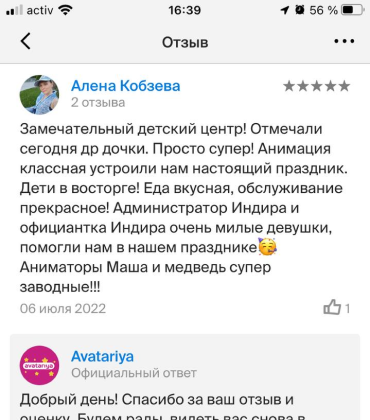 activ
16:39
56 %
Отзыв
Алена Кобзева
2 отзыва
Замечательный детский центр! Отмечали
сегодня др дочки. Просто супер! Анимация
классная устроили нам настоящий праздник.
Дети в восторге! Еда вкусная, обслуживание
прекрасное! Администратор Индира и
официантка Индира очень милые девушки,
помогли нам в нашем празднике🥳
Аниматоры Маша и медведь супер
заводные!!!
06 июля 2022
1
avatariya
Avatariya
Официальный ответ
Добрый день! Спасибо за ваш отзыв и
оценку. Будем рады, видеть вас снова в